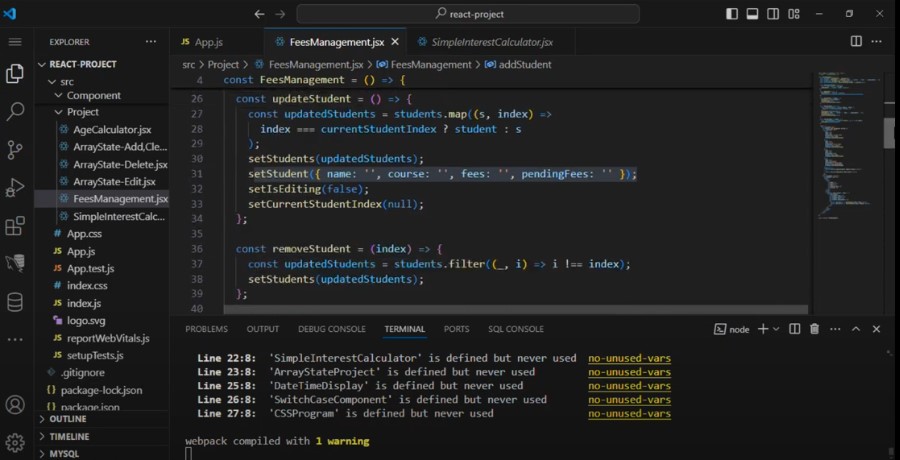 react-project
EXPLORER
REACT-PROJECT
src
Component
Project
AgeCalculator.jsx
ArrayState-Add,Cle...
ArrayState-Delete.jsx
ArrayState-Edit.jsx
FeesManagement.jsx
SimpleInterestCalc...
# App.css
JS App.js
JS App.test.js
# index.css
JS index.js
logo.svg
JS reportWebVitals.js
JS setupTests.js
.gitignore
{} package-lock.json
{} package.json
OUTLINE
TIMELINE
MYSQL
JS App.js
FeesManagement.jsx
SimpleInterestCalculator.jsx
src > Project > FeesManagement.jsx > FeesManagement > addStudent
4 const FeesManagement = () => {
26 const updateStudent = () => {
27 const updatedStudents = students.map((s, index) =>
28 index === currentStudentIndex ? student : s
29 );
30 setStudents(updatedStudents);
31 setStudent({ name: '', course: '', fees: '', pendingFees: '' });
32 setIsEditing(false);
33 setCurrentStudentIndex(null);
34 };
35
36 const removeStudent = (index) => {
37 const updatedStudents = students.filter((_, i) => i !== index);
38 setStudents(updatedStudents);
39 };
40
PROBLEMS OUTPUT DEBUG CONSOLE TERMINAL PORTS SQL CONSOLE
node
Line 22:8: 'SimpleInterestCalculator' is defined but never used no-unused-vars
Line 23:8: 'ArrayStateProject' is defined but never used no-unused-vars
Line 25:8: 'DateTimeDisplay' is defined but never used no-unused-vars
Line 26:8: 'SwitchCaseComponent' is defined but never used no-unused-vars
Line 27:8: 'CSSProgram' is defined but never used no-unused-vars
webpack compiled with 1 warning